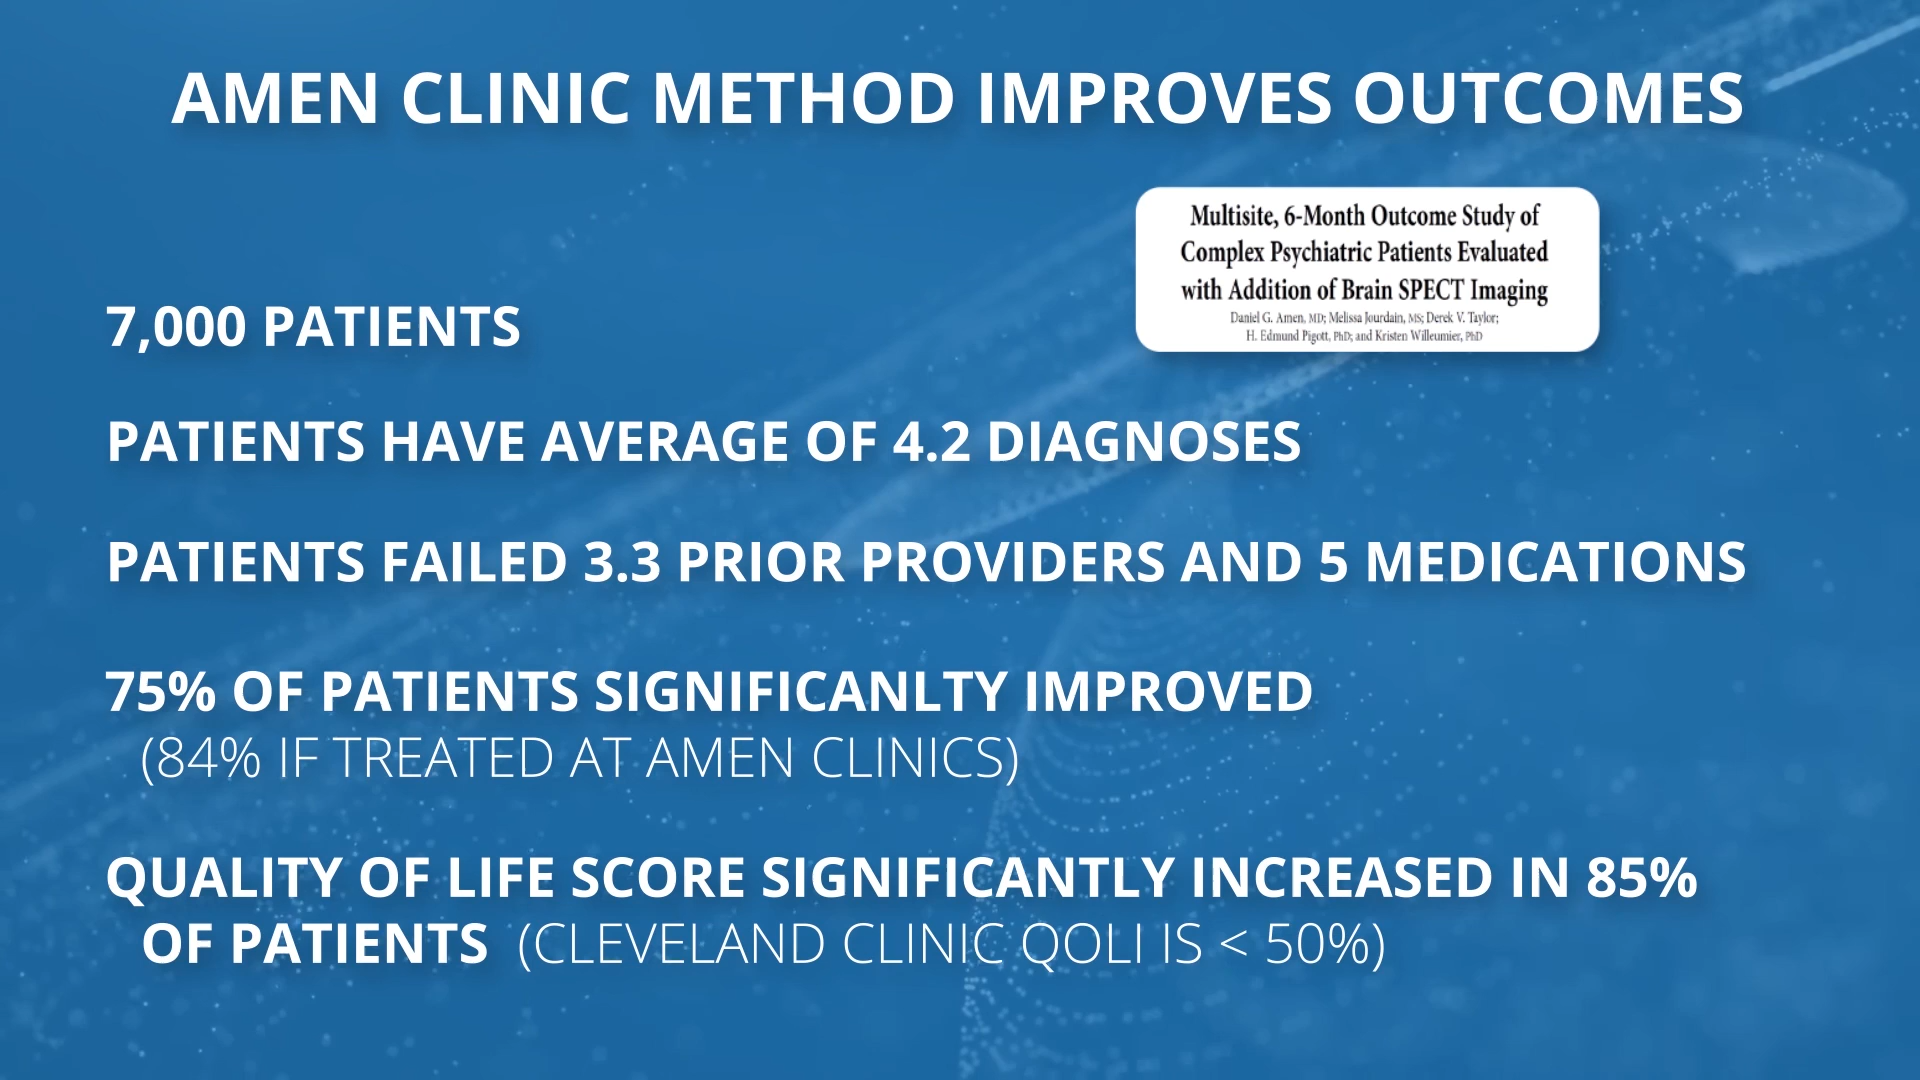 AMEN CLINIC METHOD IMPROVES OUTCOMES
Multisite, 6-Month Outcome Study of
Complex Psychiatric Patients Evaluated
with Addition of Brain SPECT Imaging
Daniel G. Amen, MD; Melissa Jourdain, MS; Derek V. Taylor;
H. Edmund Pigott, PhD; and Kristen Willeumier, PhD
7,000 PATIENTS
PATIENTS HAVE AVERAGE OF 4.2 DIAGNOSES
PATIENTS FAILED 3.3 PRIOR PROVIDERS AND 5 MEDICATIONS
75% OF PATIENTS SIGNIFICANLTY IMPROVED
(84% IF TREATED AT AMEN CLINICS)
QUALITY OF LIFE SCORE SIGNIFICANTLY INCREASED IN 85%
OF PATIENTS (CLEVELAND CLINIC QOLI IS < 50%)